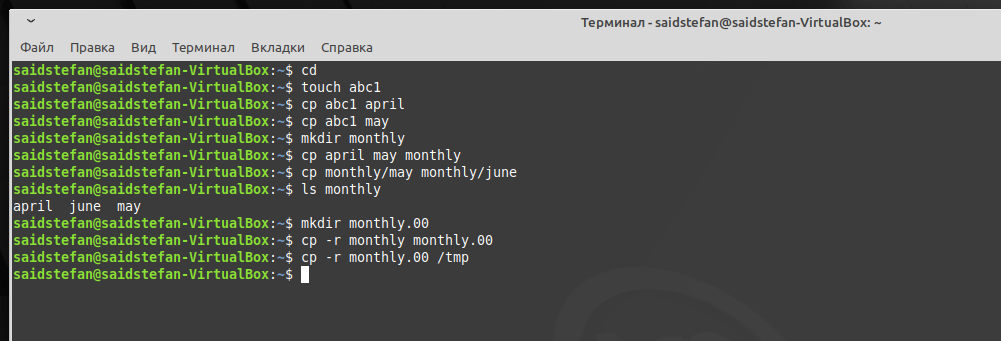 Терминал - saidstefan@saidstefan-VirtualBox: ~
Файл Правка Вид Терминал Вкладки Справка
saidstefan@saidstefan-VirtualBox:~$ cd
saidstefan@saidstefan-VirtualBox:~$ touch abc1
saidstefan@saidstefan-VirtualBox:~$ cp abc1 april
saidstefan@saidstefan-VirtualBox:~$ cp abc1 may
saidstefan@saidstefan-VirtualBox:~$ mkdir monthly
saidstefan@saidstefan-VirtualBox:~$ cp april may monthly
saidstefan@saidstefan-VirtualBox:~$ cp monthly/may monthly/june
saidstefan@saidstefan-VirtualBox:~$ ls monthly
april  june  may
saidstefan@saidstefan-VirtualBox:~$ mkdir monthly.00
saidstefan@saidstefan-VirtualBox:~$ cp -r monthly monthly.00
saidstefan@saidstefan-VirtualBox:~$ cp -r monthly.00 /tmp
saidstefan@saidstefan-VirtualBox:~$